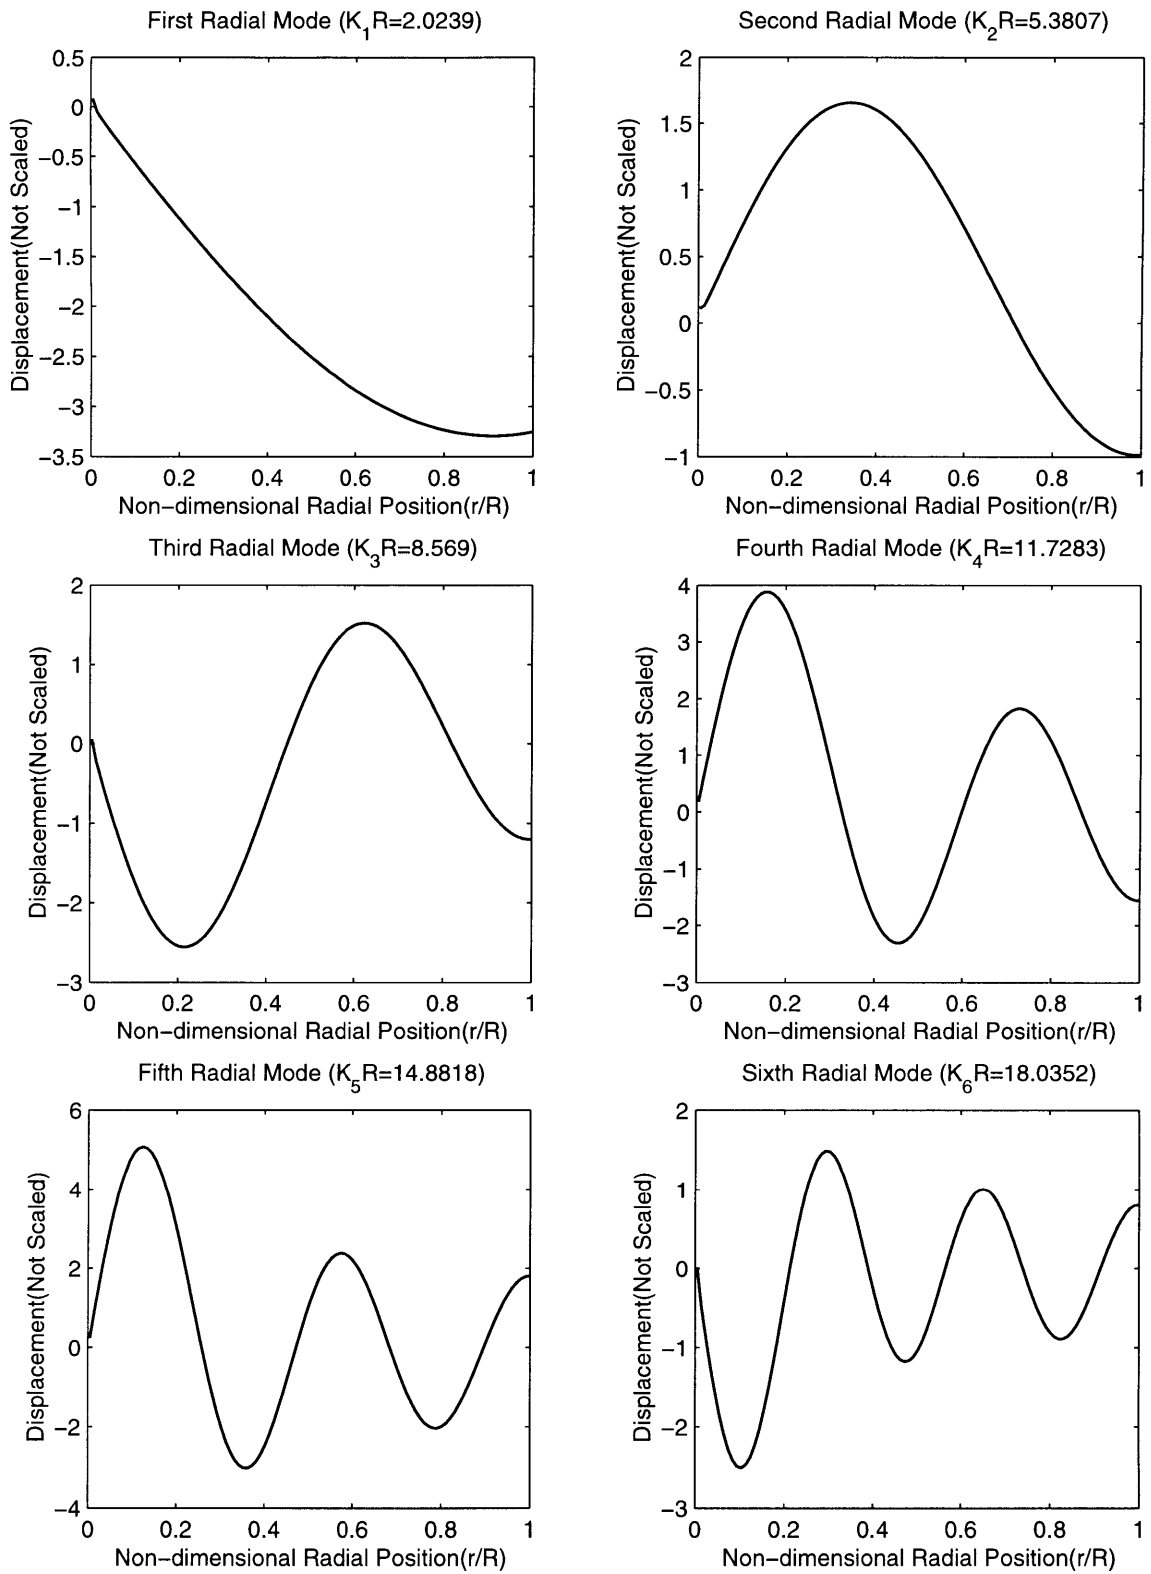 First Radial Mode (K1R=2.0239)
0.5
0
−0.5
−1
−1.5
−2
−2.5
−3
−3.5
Displacement(Not Scaled)
0 0.2 0.4 0.6 0.8 1
Non−dimensional Radial Position(r/R)
Second Radial Mode (K2R=5.3807)
2
1.5
1
0.5
0
−0.5
−1
Displacement(Not Scaled)
0 0.2 0.4 0.6 0.8 1
Non−dimensional Radial Position(r/R)
Third Radial Mode (K3R=8.569)
2
1
0
−1
−2
−3
Displacement(Not Scaled)
0 0.2 0.4 0.6 0.8 1
Non−dimensional Radial Position(r/R)
Fourth Radial Mode (K4R=11.7283)
4
3
2
1
0
−1
−2
−3
Displacement(Not Scaled)
0 0.2 0.4 0.6 0.8 1
Non−dimensional Radial Position(r/R)
Fifth Radial Mode (K5R=14.8818)
6
4
2
0
−2
−4
Displacement(Not Scaled)
0 0.2 0.4 0.6 0.8 1
Non−dimensional Radial Position(r/R)
Sixth Radial Mode (K6R=18.0352)
2
1
0
−1
−2
−3
Displacement(Not Scaled)
0 0.2 0.4 0.6 0.8 1
Non−dimensional Radial Position(r/R)